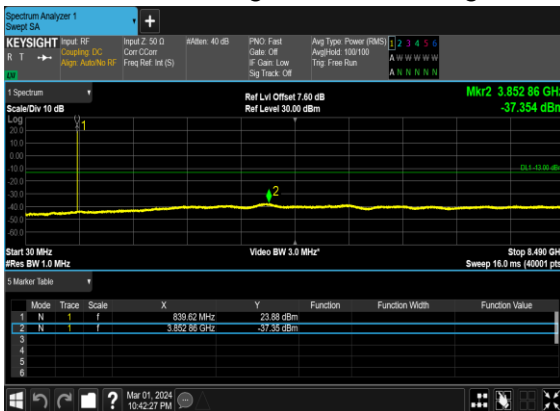 Spectrum Analyzer 1
Swept SA
KEYSIGHT Input: RF Input Z: 50 Ω #Atten: 40 dB PNO: Fast Avg Type: Power (RMS) 1 2 3 4 5 6
R T Coupling: DC Corr CCorr Gate: Off Avg|Hold: 100/100 A W W W W W
Align: Auto/No RF Freq Ref: Int (S) IF Gain: Low Trig: Free Run
LV Sig Track: Off A N N N N N
1 Spectrum Ref Lvl Offset 7.60 dB Mkr2 3.852 86 GHz
Scale/Div 10 dB Ref Level 30.00 dBm -37.354 dBm
Log
20.0 1
10.0
0.00
-10.0 DL1 -13.00 dBm
-20.0
-30.0 2
-40.0
-50.0
-60.0
Start 30 MHz Video BW 3.0 MHz* Stop 8.490 GHz
#Res BW 1.0 MHz Sweep 16.0 ms (40001 pts)
5 Marker Table
Mode Trace Scale X Y Function Function Width Function Value
1 N 1 f 839.62 MHz 23.88 dBm
2 N 1 f 3.852 86 GHz -37.35 dBm
3
4
5
6
? Mar 01, 2024
10:42:27 PM